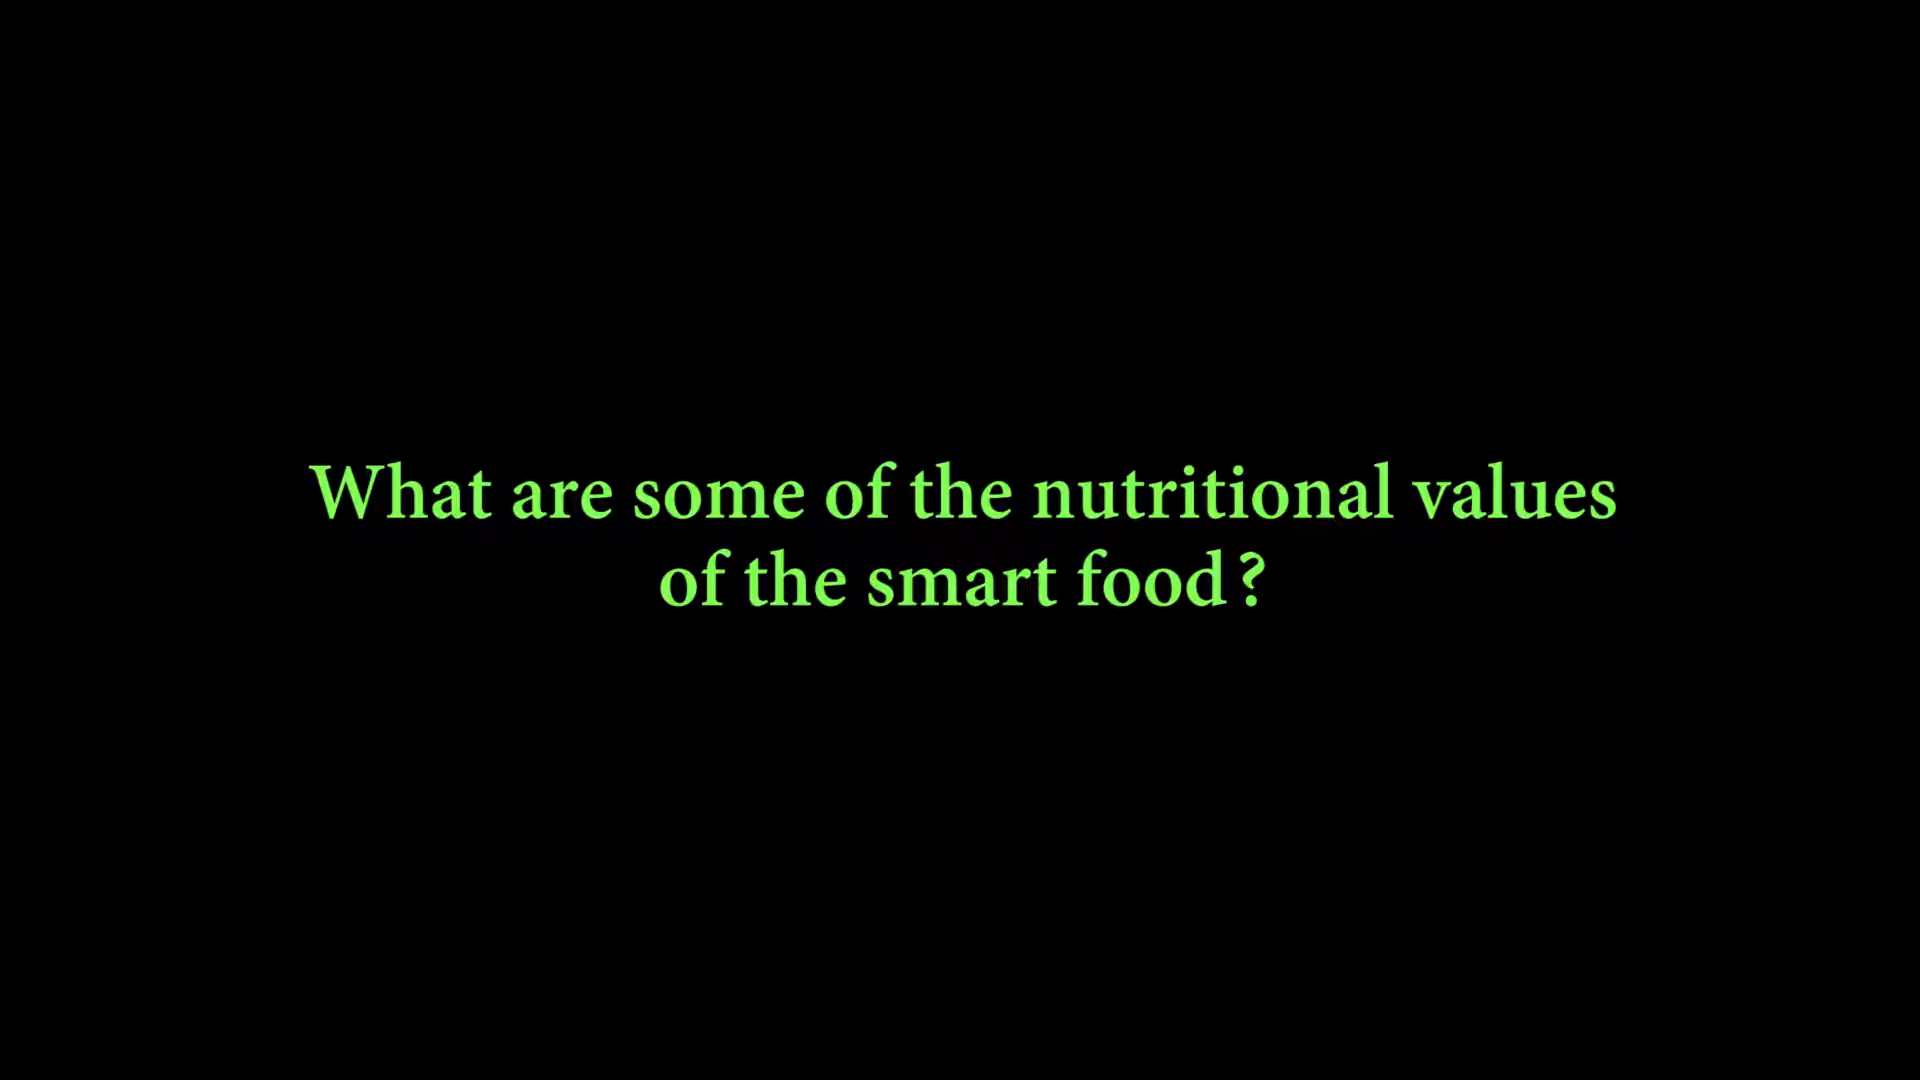 What are some of the nutritional values
of the smart food?